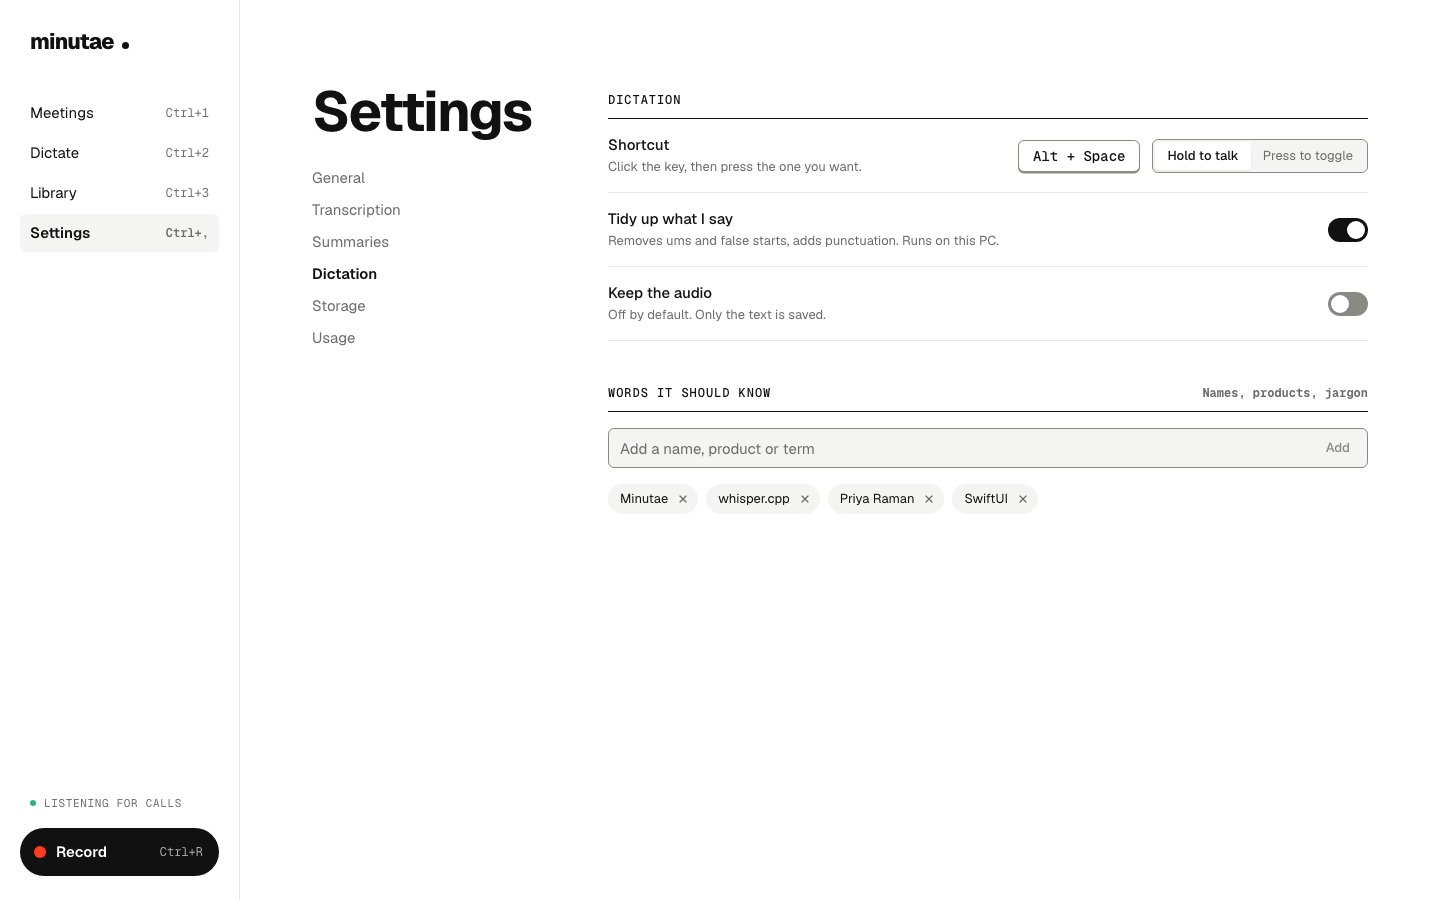 minutae
Meetings Ctrl+1
Dictate Ctrl+2
Library Ctrl+3
Settings Ctrl+,
LISTENING FOR CALLS
Record Ctrl+R
Settings
General
Transcription
Summaries
Dictation
Storage
Usage
DICTATION
Shortcut
Click the key, then press the one you want.
Alt + Space Hold to talk Press to toggle
Tidy up what I say
Removes ums and false starts, adds punctuation. Runs on this PC.
Keep the audio
Off by default. Only the text is saved.
WORDS IT SHOULD KNOW Names, products, jargon
Add a name, product or term Add
Minutae × whisper.cpp × Priya Raman × SwiftUI ×